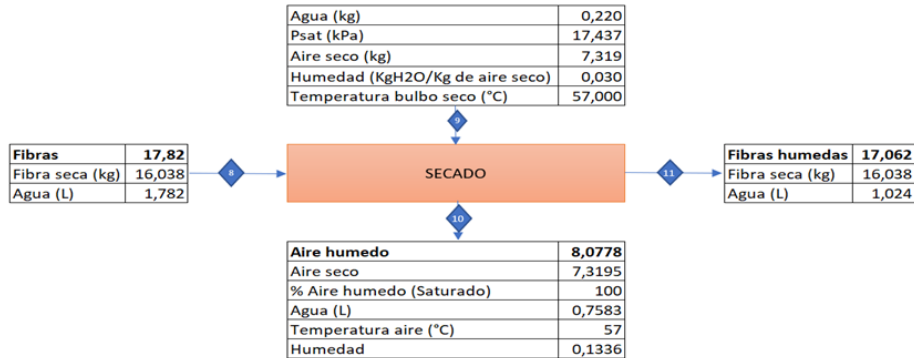 Agua (kg) 0,220
Psat (kPa) 17,437
Aire seco (kg) 7,319
Humedad (KgH2O/Kg de aire seco) 0,030
Temperatura bulbo seco (°C) 57,000
9
Fibras 17,82
Fibra seca (kg) 16,038
Agua (L) 1,782
8
SECADO
11
Fibras humedas 17,062
Fibra seca (kg) 16,038
Agua (L) 1,024
10
Aire humedo 8,0778
Aire seco 7,3195
% Aire humedo (Saturado) 100
Agua (L) 0,7583
Temperatura aire (°C) 57
Humedad 0,1336